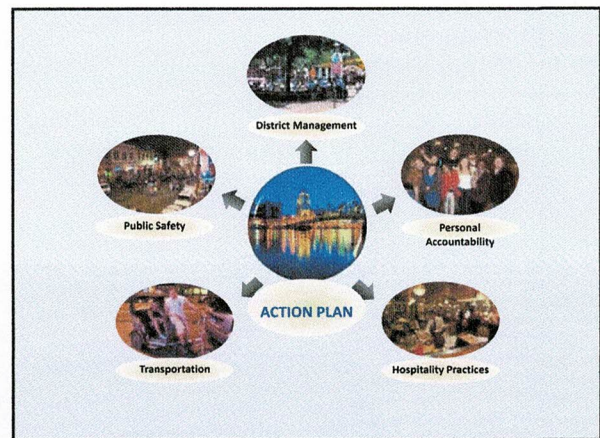 District Management
Public Safety
Personal
Accountability
ACTION PLAN
Transportation
Hospitality Practices